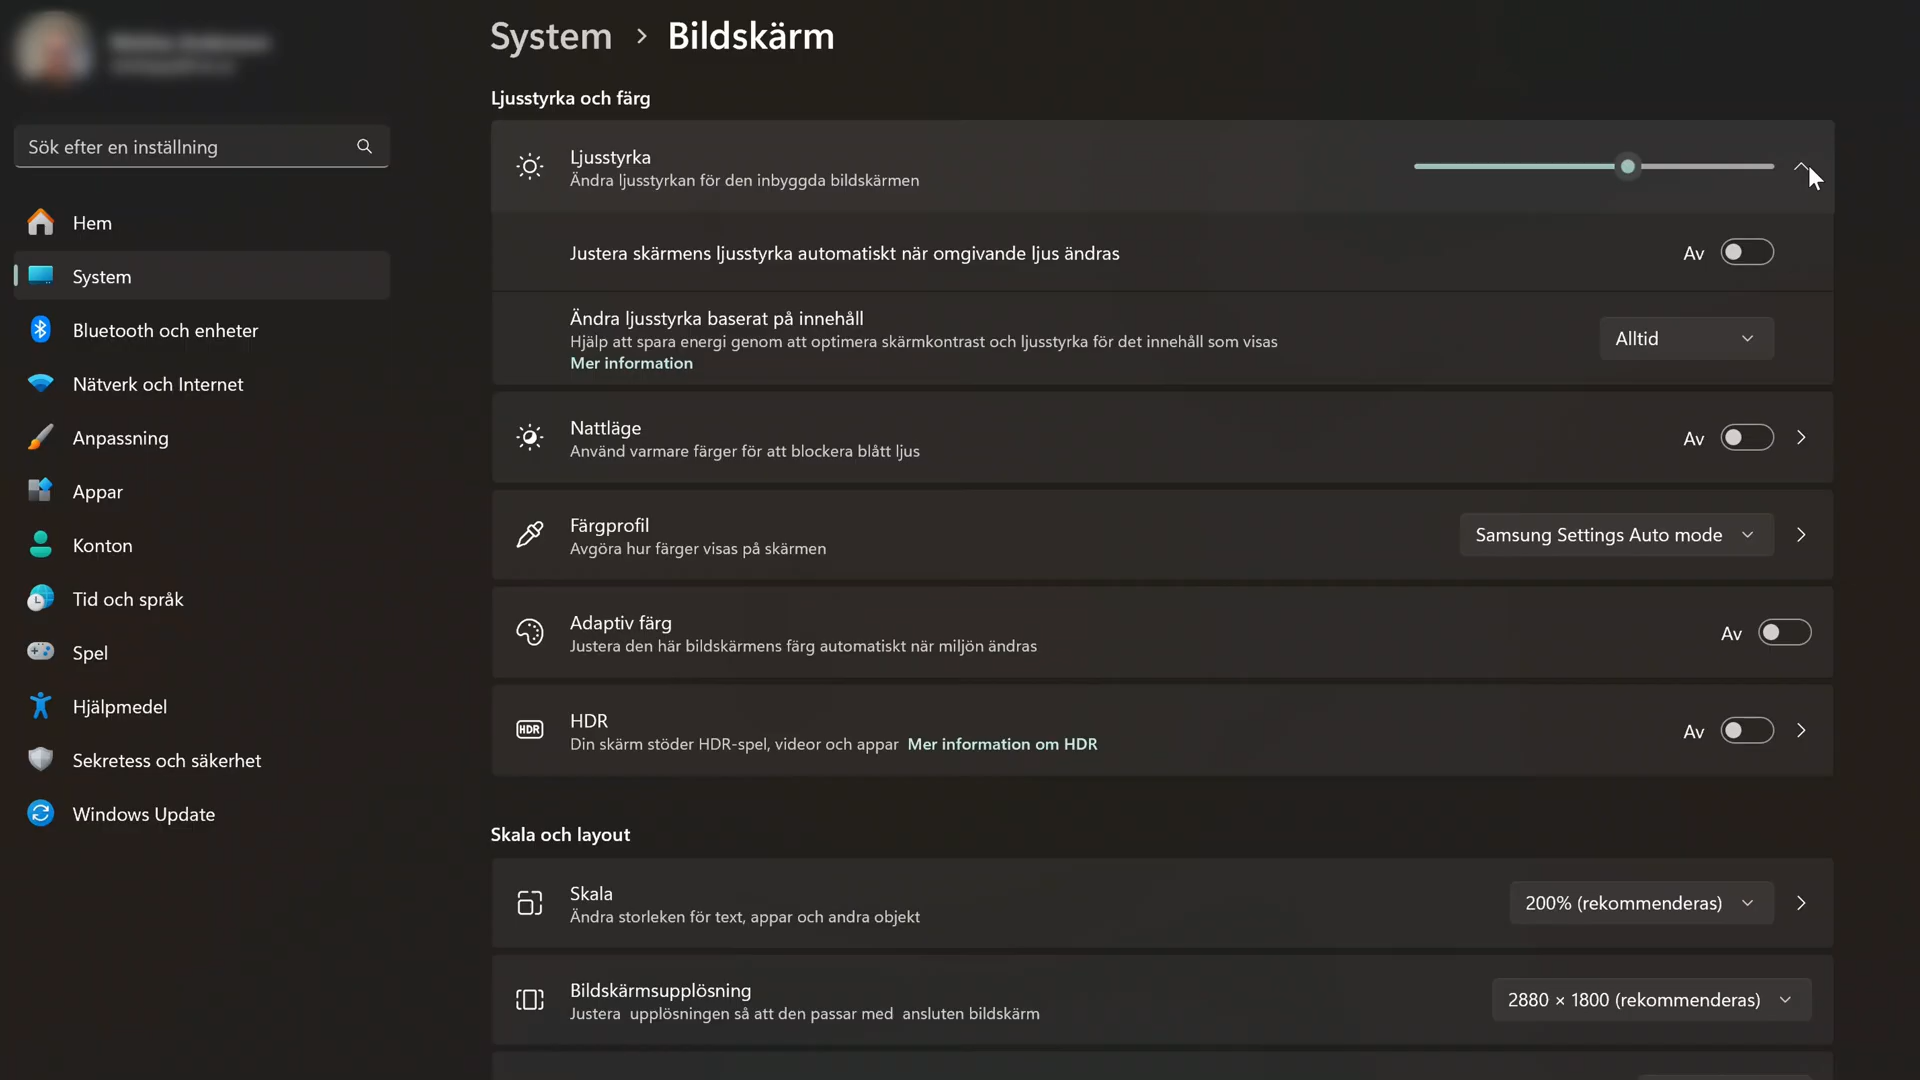 System > Bildskärm
Ljusstyrka och färg
Sök efter en inställning
Hem
System
Bluetooth och enheter
Nätverk och Internet
Anpassning
Appar
Konton
Tid och språk
Spel
Hjälpmedel
Sekretess och säkerhet
Windows Update
Ljusstyrka
Ändra ljusstyrkan för den inbyggda bildskärmen
Justera skärmens ljusstyrka automatiskt när omgivande ljus ändras
Av
Ändra ljusstyrka baserat på innehåll
Hjälp att spara energi genom att optimera skärmkontrast och ljusstyrka för det innehåll som visas
Mer information
Alltid
Nattläge
Använd varmare färger för att blockera blått ljus
Av
Färgprofil
Avgöra hur färger visas på skärmen
Samsung Settings Auto mode
Adaptiv färg
Justera den här bildskärmens färg automatiskt när miljön ändras
Av
HDR
HDR
Din skärm stöder HDR-spel, videor och appar Mer information om HDR
Av
Skala och layout
Skala
Ändra storleken för text, appar och andra objekt
200% (rekommenderas)
Bildskärmsupplösning
Justera upplösningen så att den passar med ansluten bildskärm
2880 × 1800 (rekommenderas)